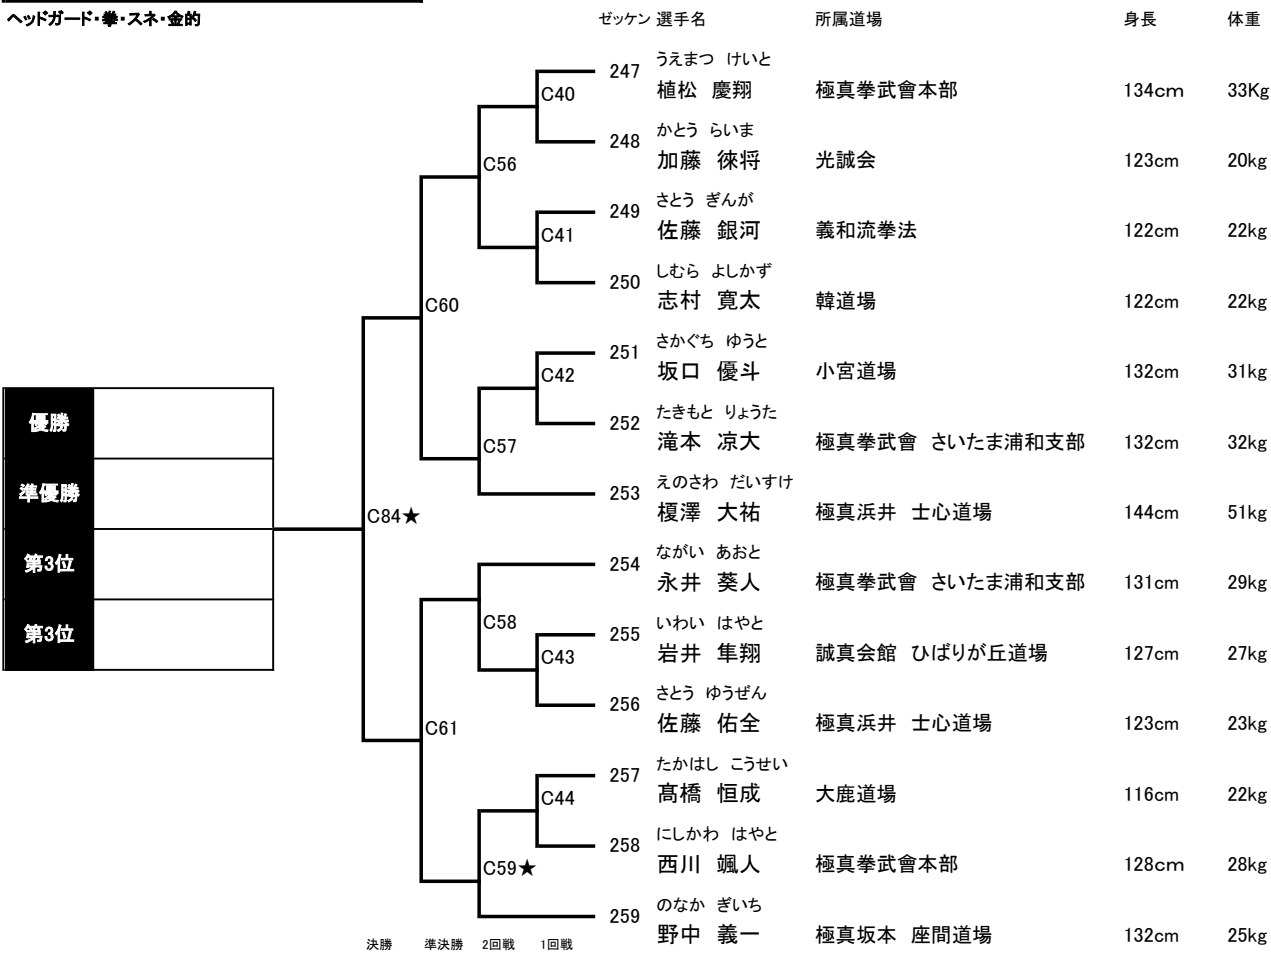 ヘッドガード・拳・スネ・金的
ゼッケン 選手名 所属道場 身長 体重
うえまつ けいと
247 植松 慶翔 極真拳武會本部 134cm 33Kg
C40
かとう らいま
248 加藤 徠将 光誠会 123cm 20kg
C56
さとう ぎんが
249 佐藤 銀河 義和流拳法 122cm 22kg
C41
しむら よしかず
250 志村 寛太 韓道場 122cm 22kg
C60
さかぐち ゆうと
251 坂口 優斗 小宮道場 132cm 31kg
C42
たきもと りょうた
252 滝本 凉大 極真拳武會 さいたま浦和支部 132cm 32kg
C57
えのさわ だいすけ
253 榎澤 大祐 極真浜井 士心道場 144cm 51kg
優勝
準優勝
第3位
第3位
C84★
ながい あおと
254 永井 葵人 極真拳武會 さいたま浦和支部 131cm 29kg
C58
いわい はやと
255 岩井 隼翔 誠真会館 ひばりが丘道場 127cm 27kg
C43
さとう ゆうぜん
256 佐藤 佑全 極真浜井 士心道場 123cm 23kg
C61
たかはし こうせい
257 髙橋 恒成 大鹿道場 116cm 22kg
C44
にしかわ はやと
258 西川 颯人 極真拳武會本部 128cm 28kg
C59★
のなか ぎいち
259 野中 義一 極真坂本 座間道場 132cm 25kg
決勝 準決勝 2回戦 1回戦